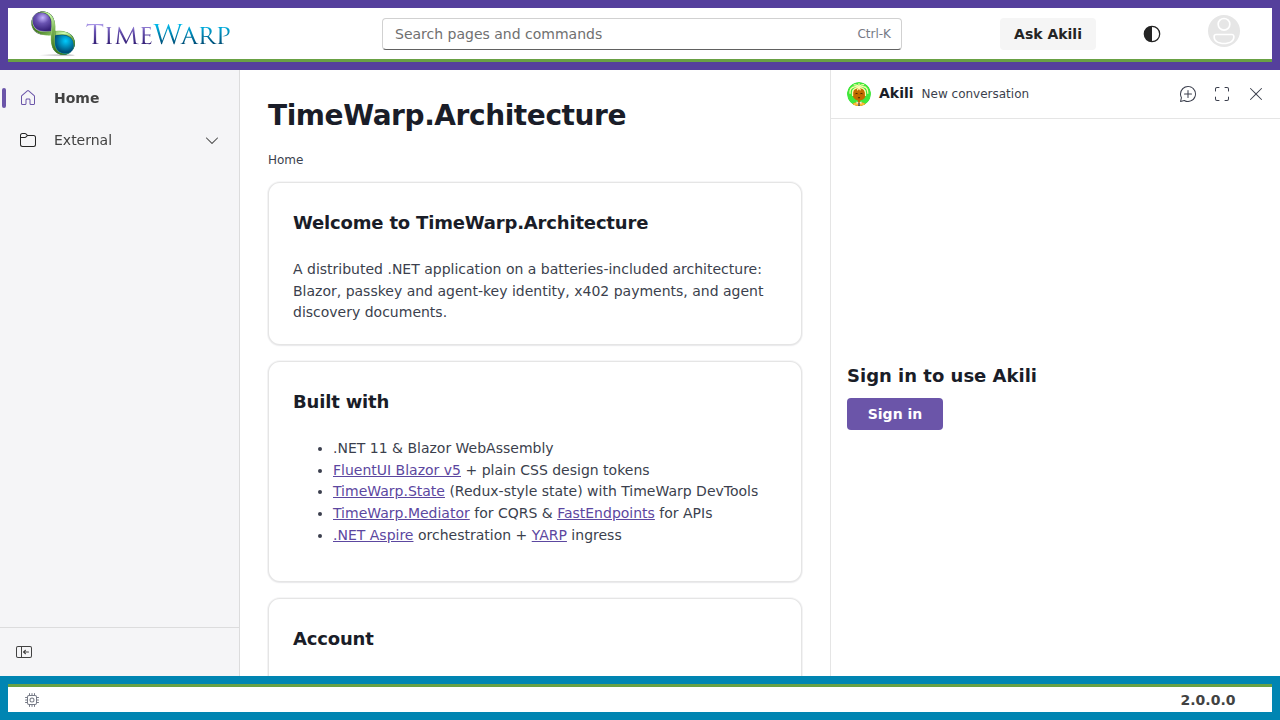 TIMEWARP
Search pages and commands
Ctrl-K
Ask Akili
Home
External
TimeWarp.Architecture
Home
Welcome to TimeWarp.Architecture
A distributed .NET application on a batteries-included architecture:
Blazor, passkey and agent-key identity, x402 payments, and agent
discovery documents.
Built with
.NET 11 & Blazor WebAssembly
FluentUI Blazor v5 + plain CSS design tokens
TimeWarp.State (Redux-style state) with TimeWarp DevTools
TimeWarp.Mediator for CQRS & FastEndpoints for APIs
.NET Aspire orchestration + YARP ingress
Account
Akili New conversation
Sign in to use Akili
Sign in
2.0.0.0